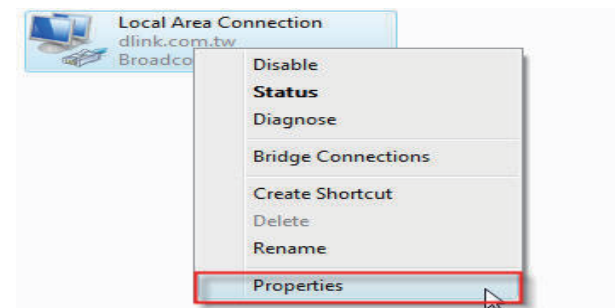 Local Area Connection
dlink.com.tw
Disable
Status
Diagnose
Bridge Connections
Create Shortcut
Delete
Rename
Properties